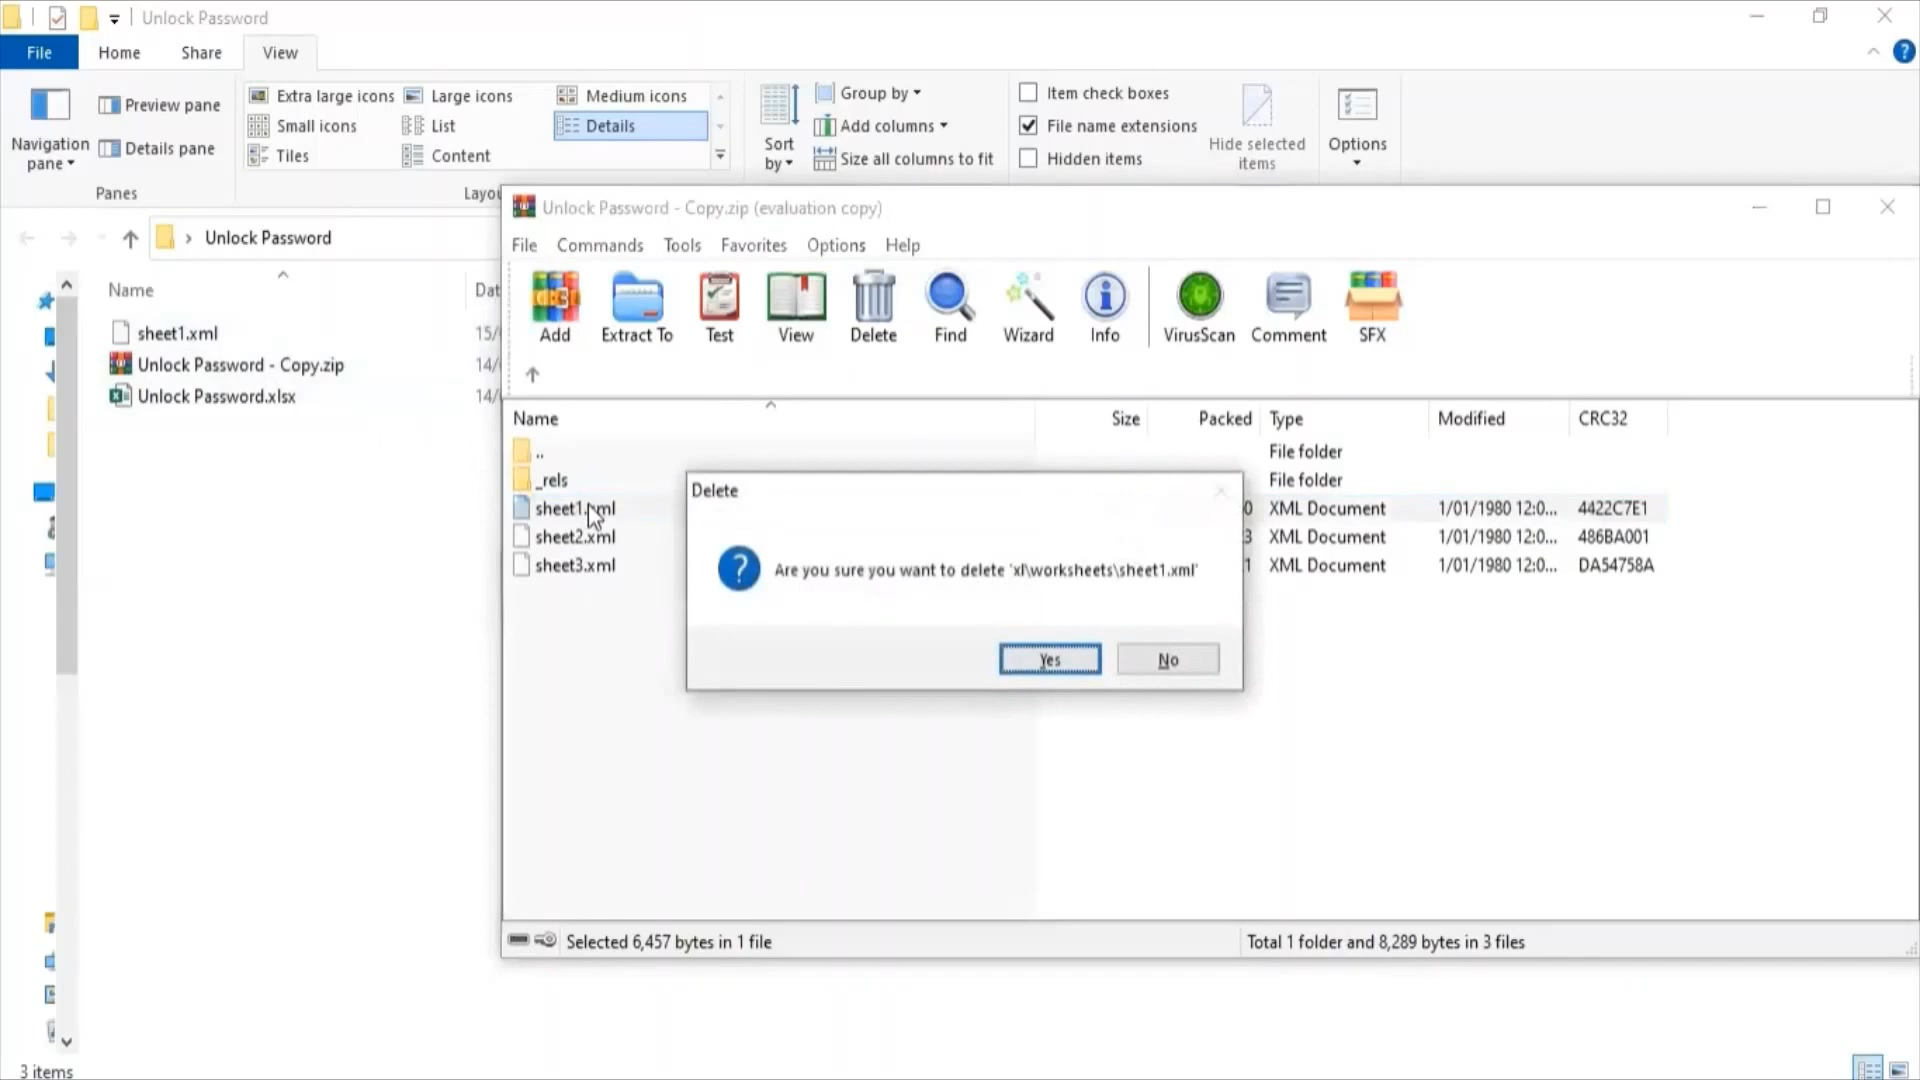 Unlock Password
File Home Share View
Navigation pane
Preview pane
Details pane
Panes
Extra large icons Large icons Medium icons
Small icons List Details
Tiles Content
Sort by
Group by
Add columns
Size all columns to fit
Item check boxes
File name extensions
Hidden items
Hide selected items
Options
Unlock Password
Name
sheet1.xml 15/
Unlock Password - Copy.zip 14/
Unlock Password.xlsx 14/
3 items
Unlock Password - Copy.zip (evaluation copy)
File Commands Tools Favorites Options Help
Add Extract To Test View Delete Find Wizard Info VirusScan Comment SFX
Name Size Packed Type Modified CRC32
.. File folder
_rels File folder
sheet1.xml 0 XML Document 1/01/1980 12:0... 4422C7E1
sheet2.xml 3 XML Document 1/01/1980 12:0... 486BA001
sheet3.xml 1 XML Document 1/01/1980 12:0... DA54758A
Delete
Are you sure you want to delete 'xl\worksheets\sheet1.xml'
Yes No
Selected 6,457 bytes in 1 file
Total 1 folder and 8,289 bytes in 3 files